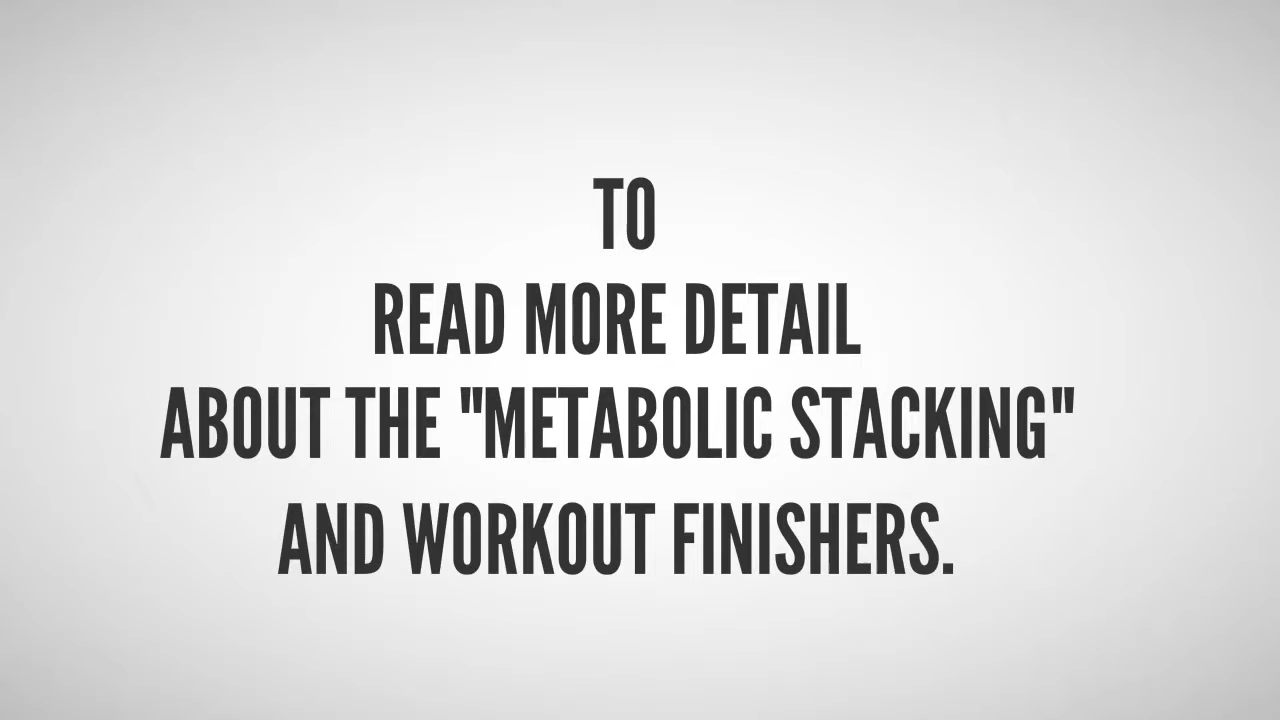 TO
READ MORE DETAIL
ABOUT THE "METABOLIC STACKING"
AND WORKOUT FINISHERS.